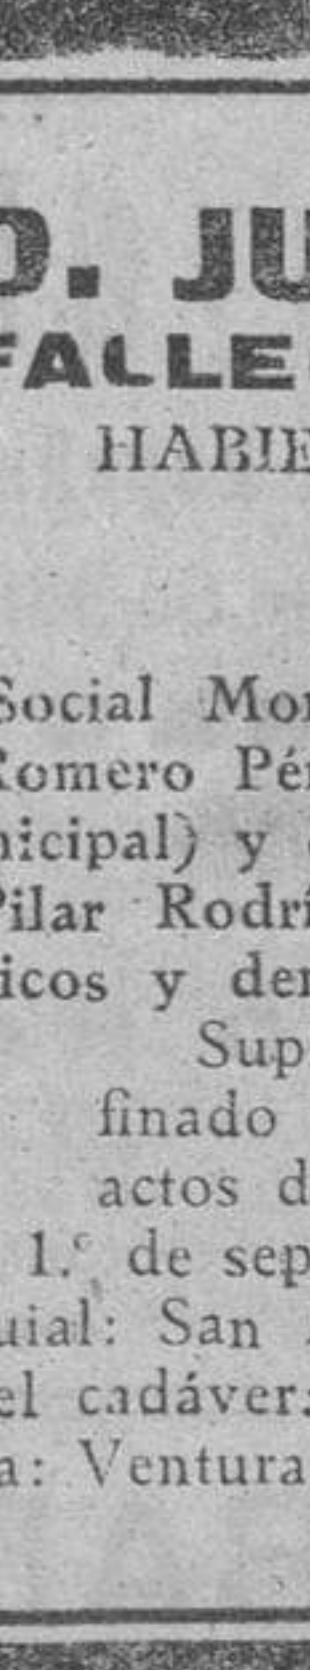 D. JU
FALLE
HABIE
Social Mor
Romero Pé
nicipal) y
Pilar Rodrí
icos y de
Sup
finado
actos d
1.º de sep
uial: San
el cadáver:
a: Ventura